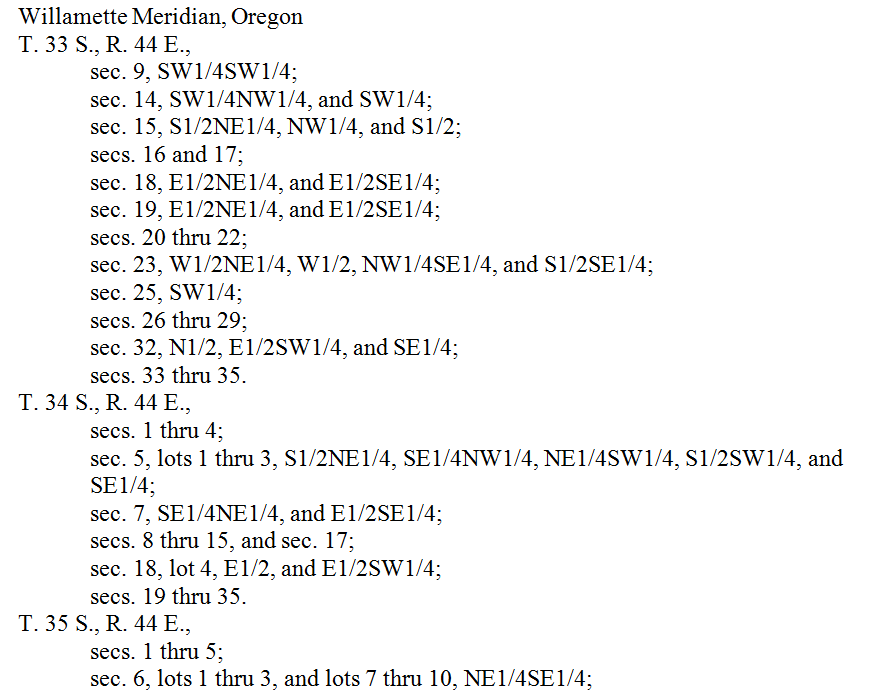 Willamette Meridian, Oregon
T. 33 S., R. 44 E.,
sec. 9, SW1/4SW1/4;
sec. 14, SW1/4NW1/4, and SW1/4;
sec. 15, S1/2NE1/4, NW1/4, and S1/2;
secs. 16 and 17;
sec. 18, E1/2NE1/4, and E1/2SE1/4;
sec. 19, E1/2NE1/4, and E1/2SE1/4;
secs. 20 thru 22;
sec. 23, W1/2NE1/4, W1/2, NW1/4SE1/4, and S1/2SE1/4;
sec. 25, SW1/4;
secs. 26 thru 29;
sec. 32, N1/2, E1/2SW1/4, and SE1/4;
secs. 33 thru 35.
T. 34 S., R. 44 E.,
secs. 1 thru 4;
sec. 5, lots 1 thru 3, S1/2NE1/4, SE1/4NW1/4, NE1/4SW1/4, S1/2SW1/4, and
SE1/4;
sec. 7, SE1/4NE1/4, and E1/2SE1/4;
secs. 8 thru 15, and sec. 17;
sec. 18, lot 4, E1/2, and E1/2SW1/4;
secs. 19 thru 35.
T. 35 S., R. 44 E.,
secs. 1 thru 5;
sec. 6, lots 1 thru 3, and lots 7 thru 10, NE1/4SE1/4;